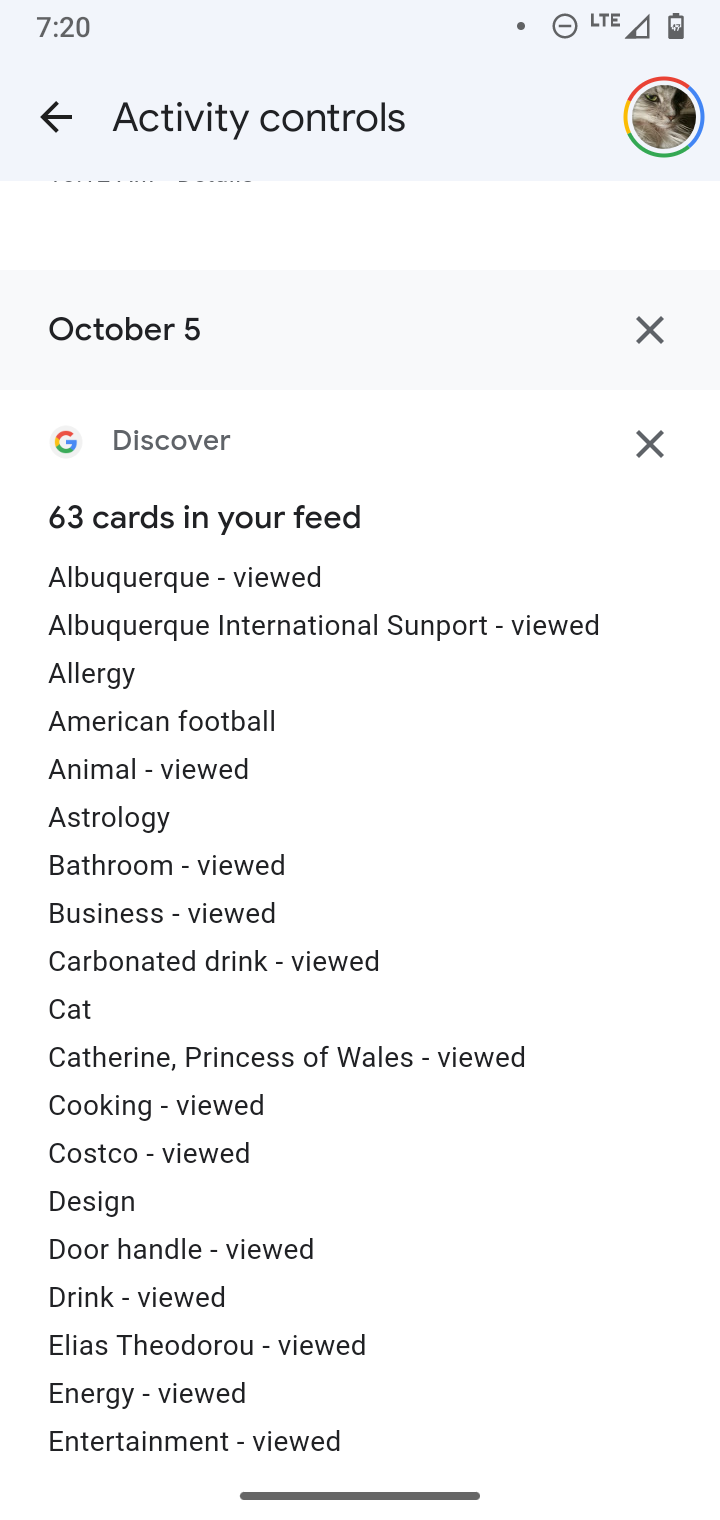 7:20
LTE
Activity controls
October 5
Discover
63 cards in your feed
Albuquerque - viewed
Albuquerque International Sunport - viewed
Allergy
American football
Animal - viewed
Astrology
Bathroom - viewed
Business - viewed
Carbonated drink - viewed
Cat
Catherine, Princess of Wales - viewed
Cooking - viewed
Costco - viewed
Design
Door handle - viewed
Drink - viewed
Elias Theodorou - viewed
Energy - viewed
Entertainment - viewed